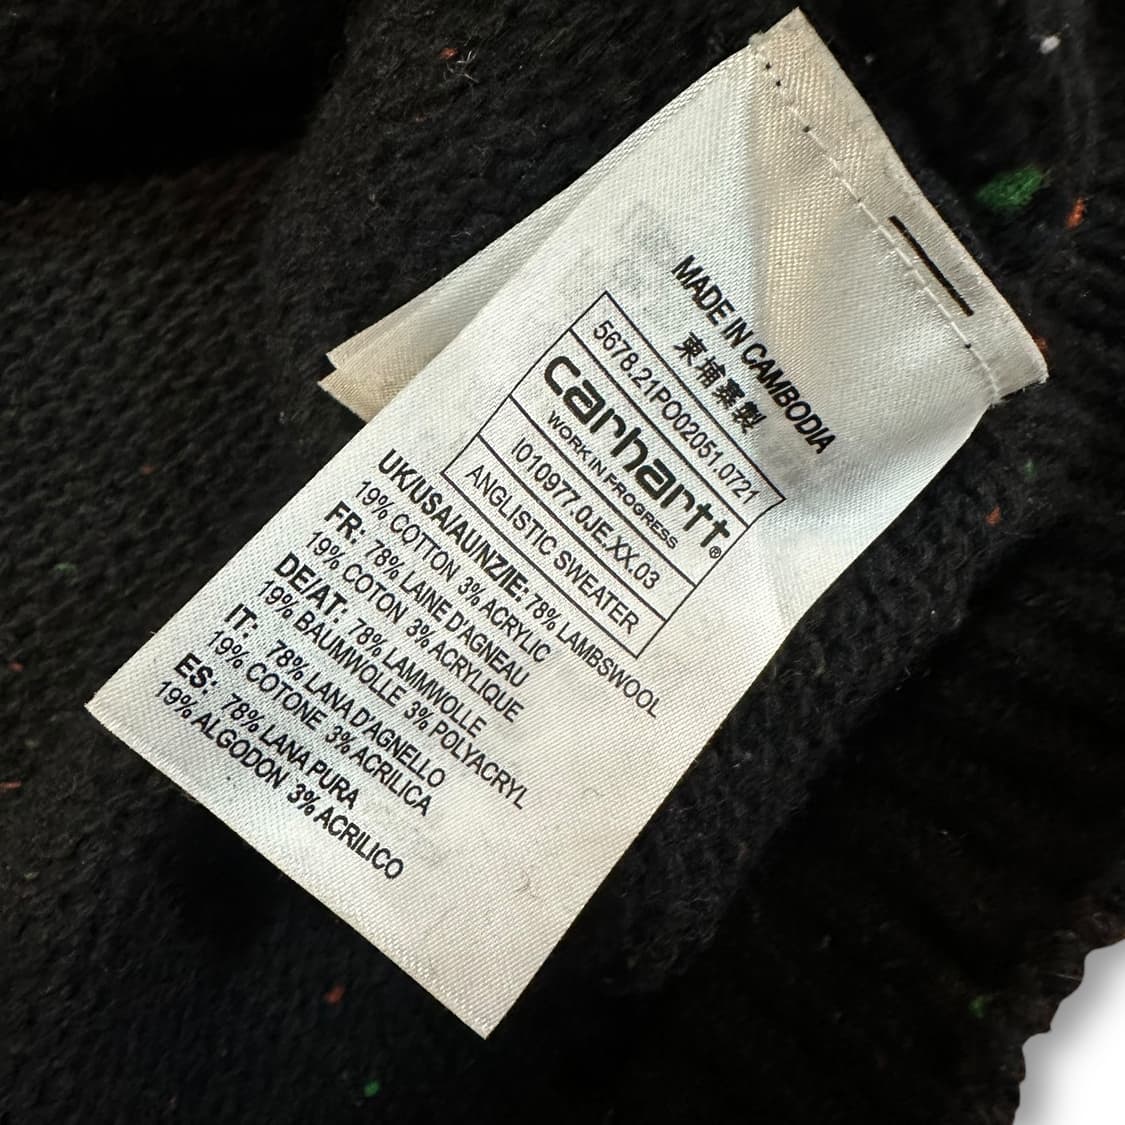 MADE IN CAMBODIA
柬埔寨製
5678.21PO02051.0721
carhartt®
WORK IN PROGRESS
I010977.0JE.XX.03
ANGLISTIC SWEATER
UK/USA/AUNZ/IE: 78% LAMBSWOOL
19% COTTON 3% ACRYLIC
FR: 78% LAINE D'AGNEAU
19% COTON 3% ACRYLIQUE
DE/AT: 78% LAMMWOLLE
19% BAUMWOLLE 3% POLYACRYL
IT: 78% LANA D'AGNELLO
19% COTONE 3% ACRILICA
ES: 78% LANA PURA
19% ALGODON 3% ACRILICO